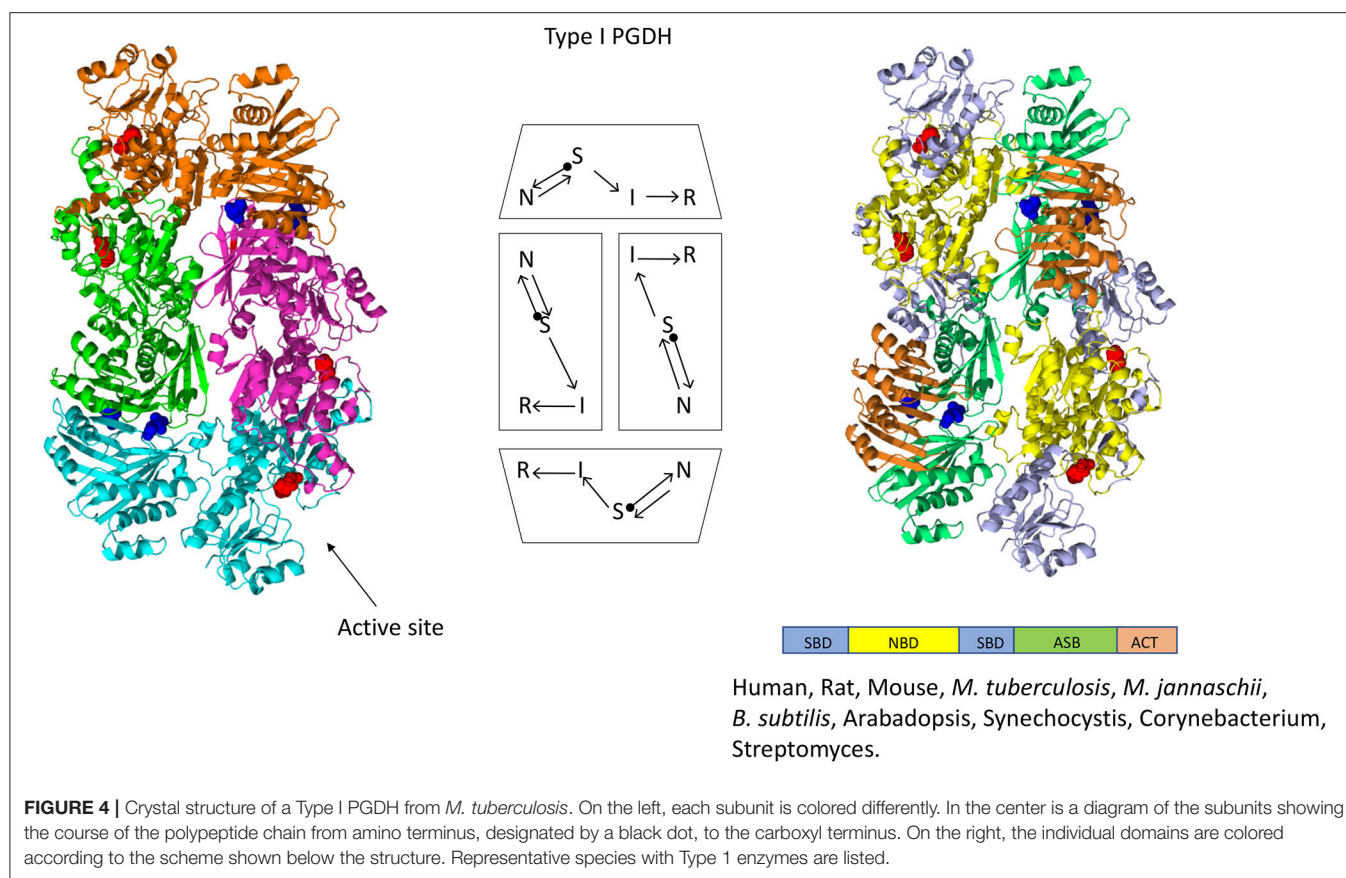 Type I PGDH
S
N I R
N
S
R I
I R
S
N
R I N
S
Active site
SBD NBD SBD ASB ACT
Human, Rat, Mouse, M. tuberculosis, M. jannaschii,
B. subtilis, Arabadopsis, Synechocystis, Corynebacterium,
Streptomyces.
FIGURE 4 | Crystal structure of a Type I PGDH from M. tuberculosis. On the left, each subunit is colored differently. In the center is a diagram of the subunits showing
the course of the polypeptide chain from amino terminus, designated by a black dot, to the carboxyl terminus. On the right, the individual domains are colored
according to the scheme shown below the structure. Representative species with Type 1 enzymes are listed.